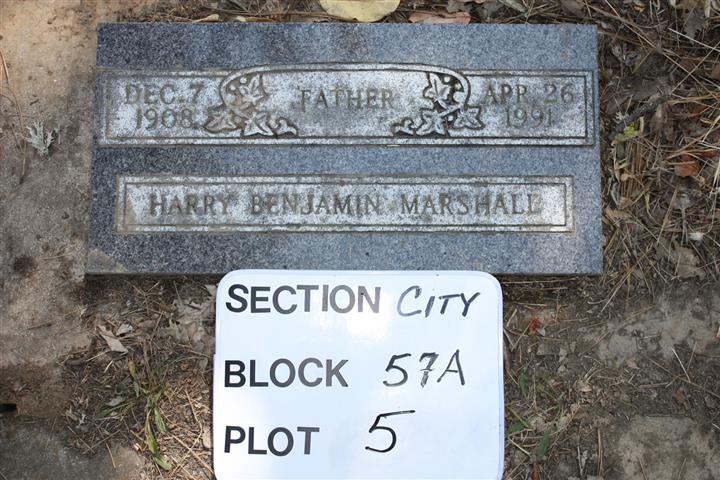 DEC. 7 FATHER APR. 26
1908 1991
HARRY BENJAMIN MARSHALL
SECTION CITY
BLOCK 57A
PLOT 5